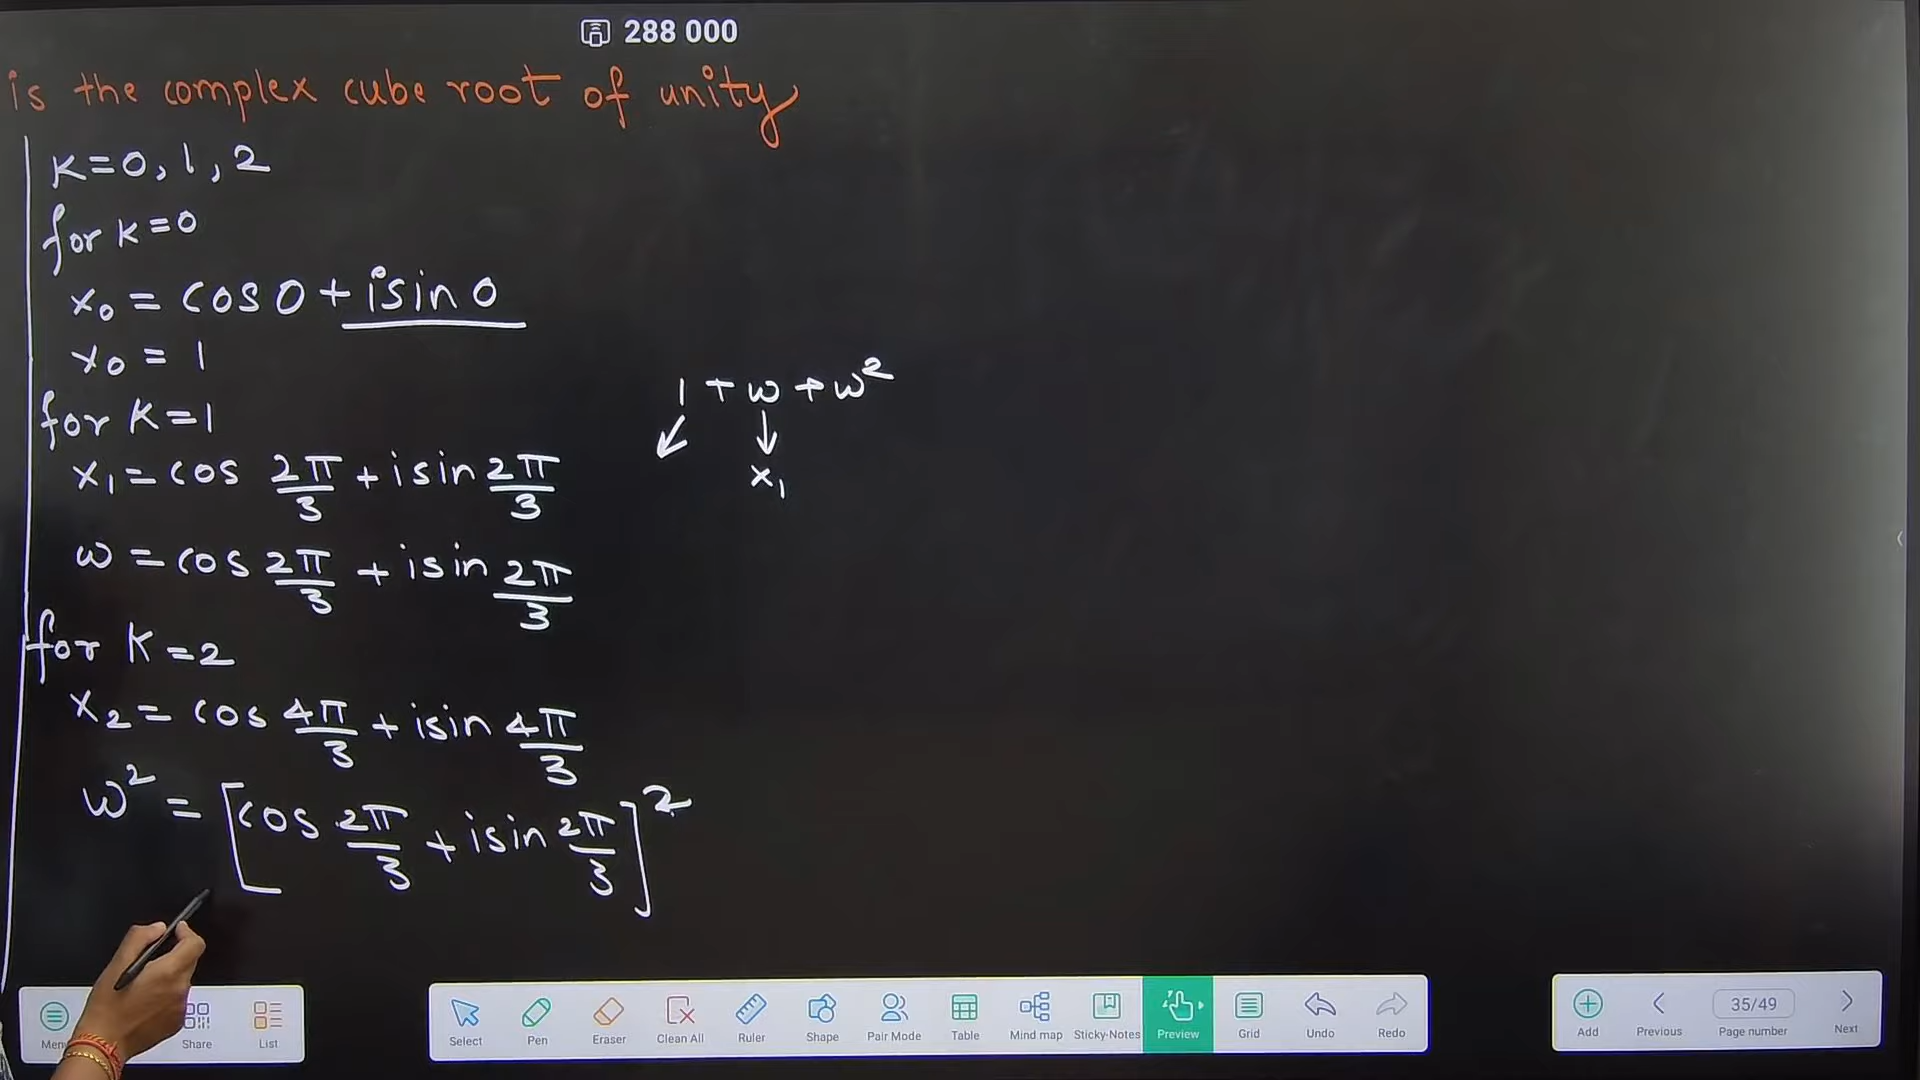 288 000
is the complex cube root of unity
K=0, 1, 2
for K=0
x₀ = cos 0 + isin 0
x₀ = 1
for K=1
x₁ = cos 2π/3 + isin 2π/3
ω = cos 2π/3 + isin 2π/3
for K=2
x₂ = cos 4π/3 + isin 4π/3
ω² = [cos 2π/3 + isin 2π/3]²
1 + ω + ω²
x₁
Menu Share List
Select Pen Eraser Clean All Ruler Shape Pair Mode Table Mind map Sticky-Notes Preview Grid Undo Redo
Add Previous 35/49 Page number Next